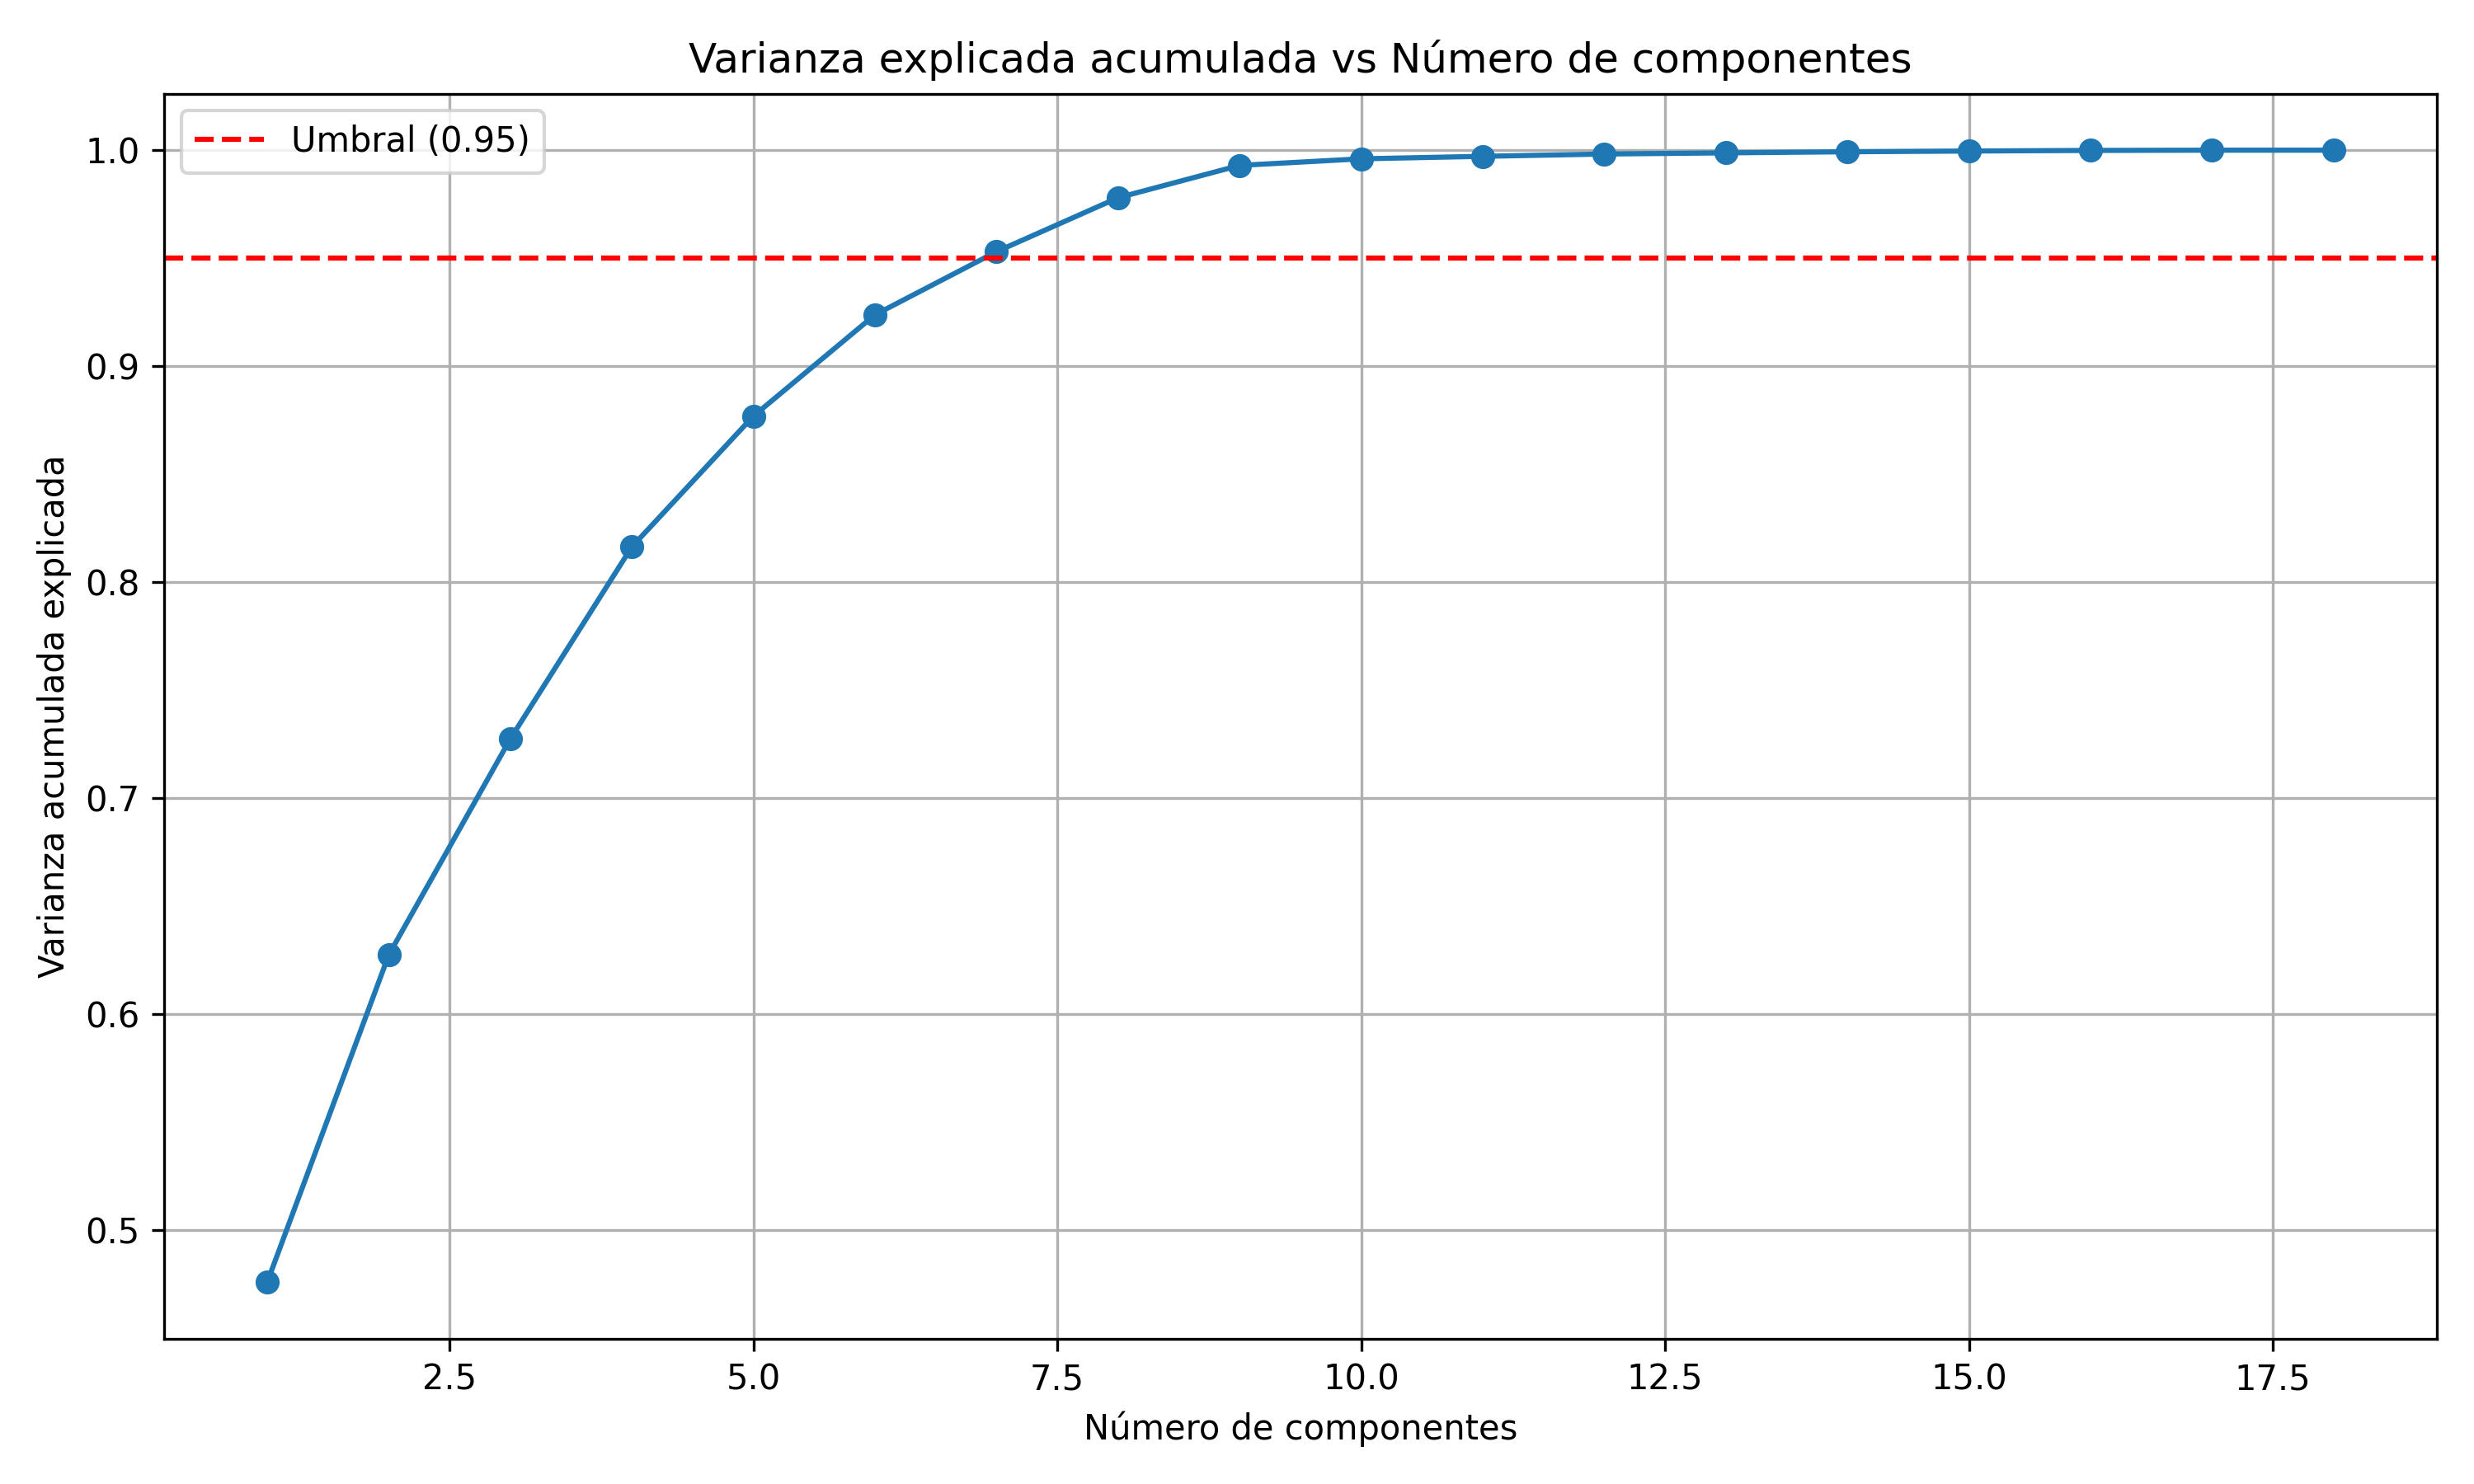 Varianza explicada acumulada vs Número de componentes
Umbral (0.95)
1.0
0.9
0.8
0.7
0.6
0.5
Varianza acumulada explicada
2.5 5.0 7.5 10.0 12.5 15.0 17.5
Número de componentes